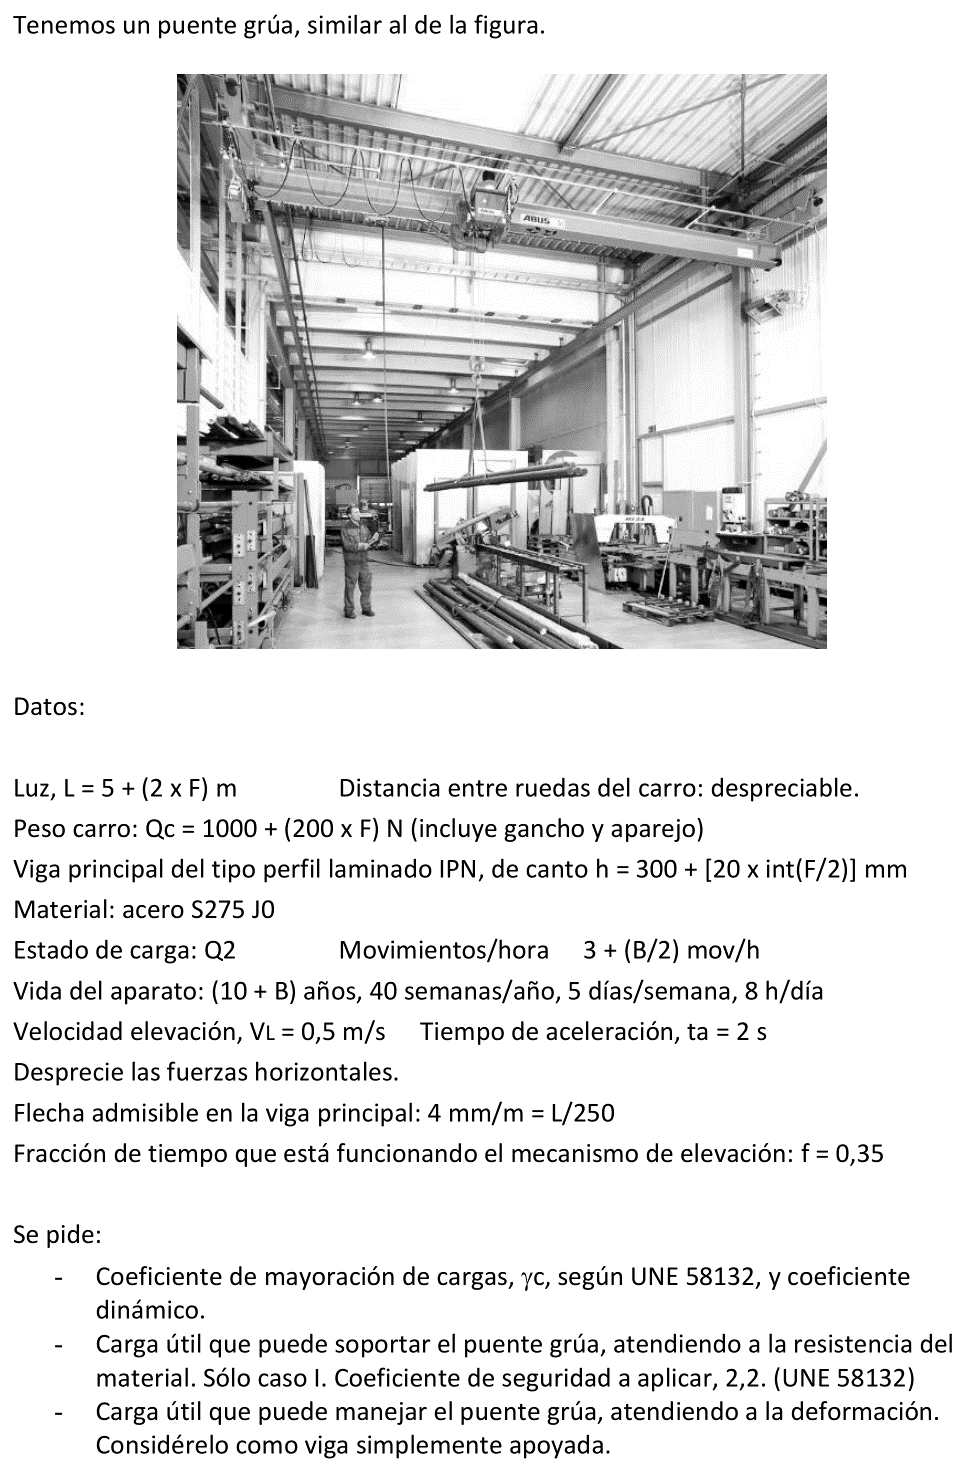 Tenemos un puente grúa, similar al de la figura.
ABUS
Datos:
Luz, L = 5 + (2 x F) m Distancia entre ruedas del carro: despreciable.
Peso carro: Qc = 1000 + (200 x F) N (incluye gancho y aparejo)
Viga principal del tipo perfil laminado IPN, de canto h = 300 + [20 x int(F/2)] mm
Material: acero S275 J0
Estado de carga: Q2 Movimientos/hora 3 + (B/2) mov/h
Vida del aparato: (10 + B) años, 40 semanas/año, 5 días/semana, 8 h/día
Velocidad elevación, VL = 0,5 m/s Tiempo de aceleración, ta = 2 s
Desprecie las fuerzas horizontales.
Flecha admisible en la viga principal: 4 mm/m = L/250
Fracción de tiempo que está funcionando el mecanismo de elevación: f = 0,35
Se pide:
- Coeficiente de mayoración de cargas, γc, según UNE 58132, y coeficiente
dinámico.
- Carga útil que puede soportar el puente grúa, atendiendo a la resistencia del
material. Sólo caso I. Coeficiente de seguridad a aplicar, 2,2. (UNE 58132)
- Carga útil que puede manejar el puente grúa, atendiendo a la deformación.
Considérelo como viga simplemente apoyada.